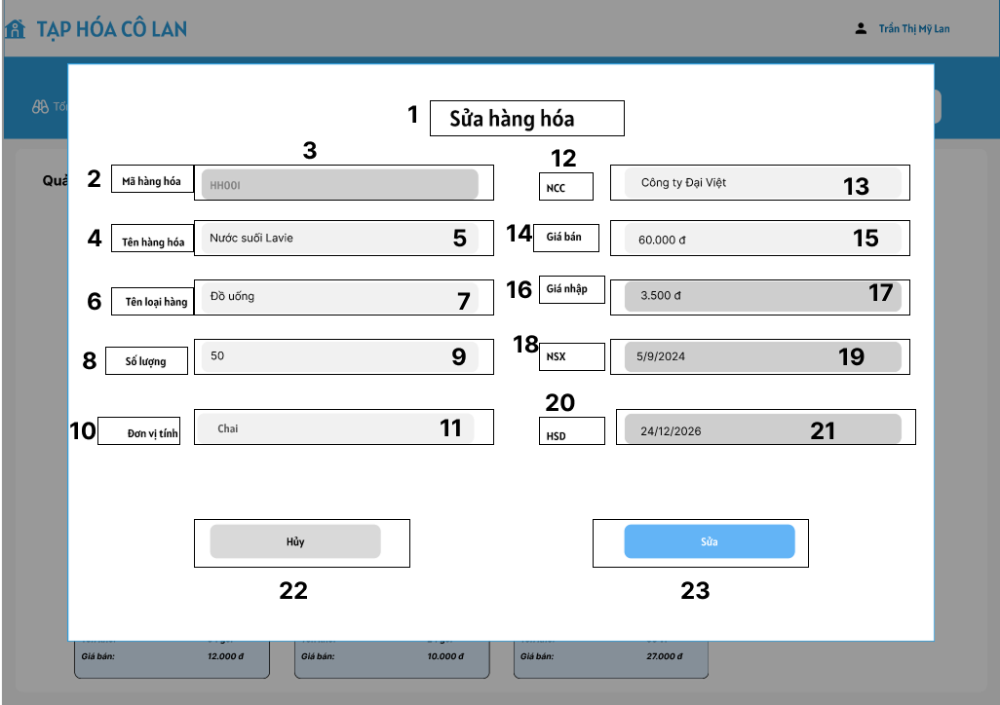 TẠP HÓA CÔ LAN
Trần Thị Mỹ Lan
1 Sửa hàng hóa
3
12
2 Mã hàng hóa HH001
NCC Công ty Đại Việt 13
4 Tên hàng hóa Nước suối Lavie 5
14 Giá bán 60.000 đ 15
6 Tên loại hàng Đồ uống 7
16 Giá nhập 3.500 đ 17
8 Số lượng 50 9
18 NSX 5/9/2024 19
20
10 Đơn vị tính Chai 11
HSD 24/12/2026 21
Hủy
Sửa
22
23
Giá bán: 12.000 đ
Giá bán: 10.000 đ
Giá bán: 27.000 đ